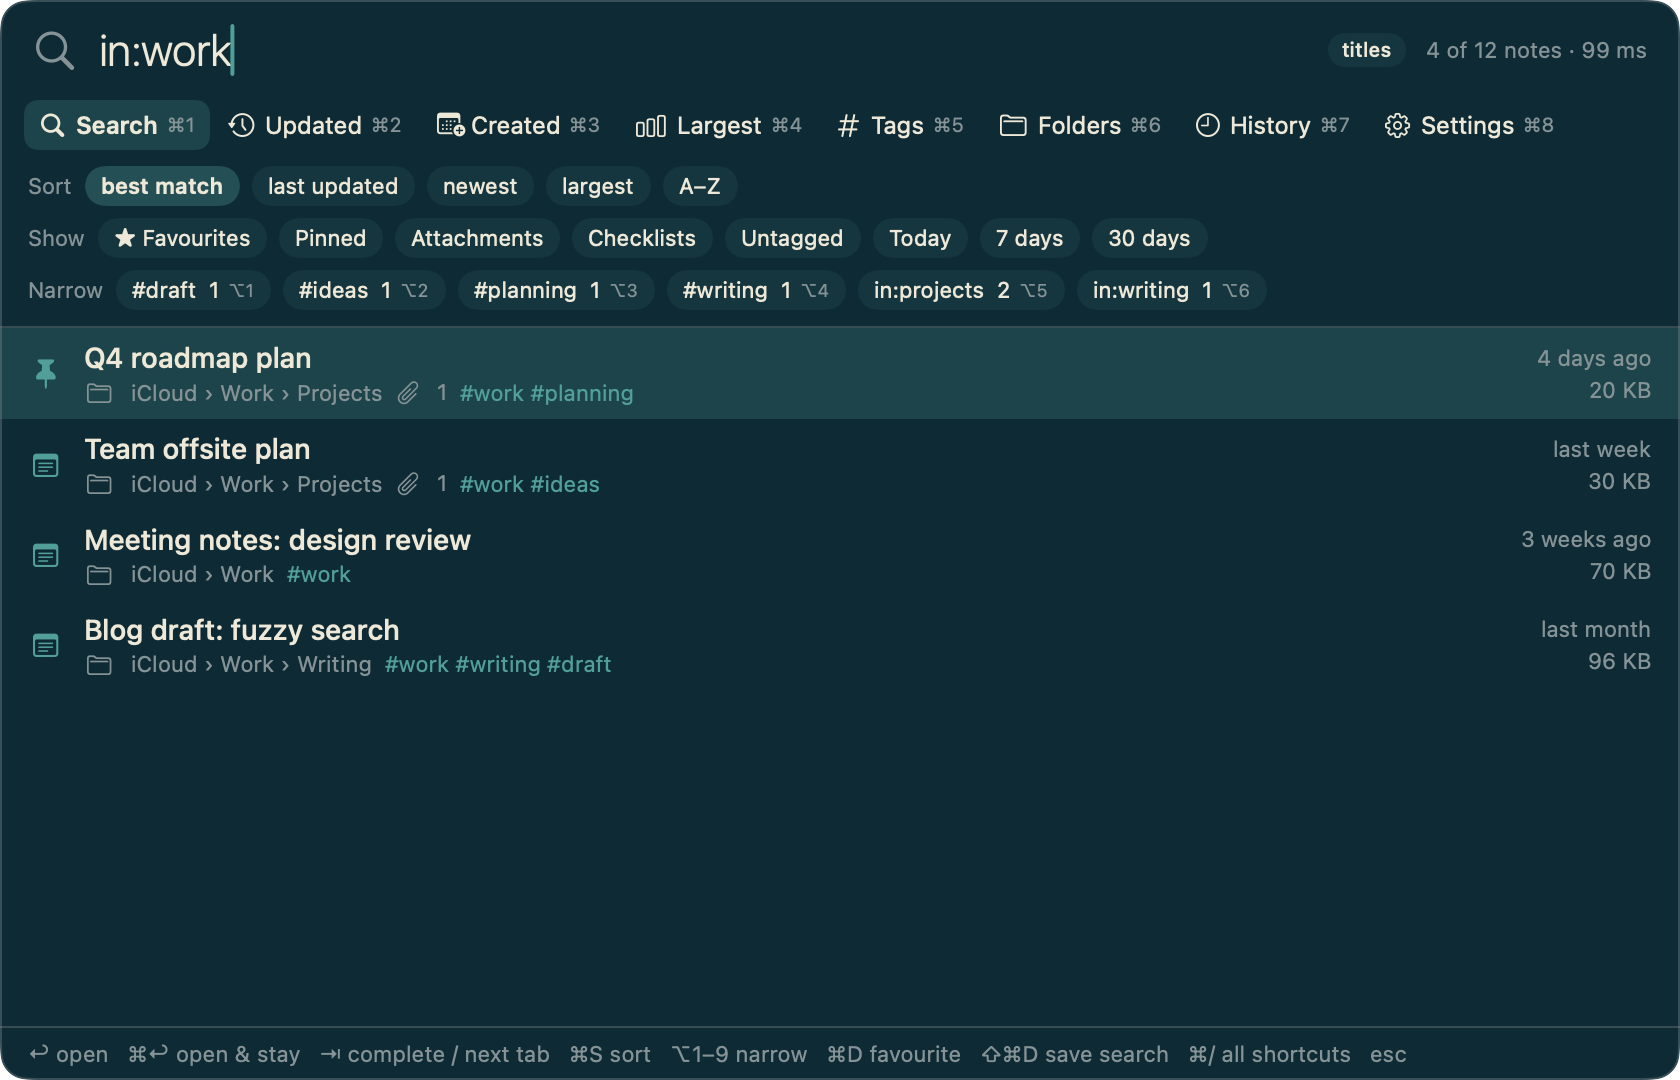 in:work titles 4 of 12 notes · 99 ms
Search ⌘1 Updated ⌘2 Created ⌘3 Largest ⌘4 # Tags ⌘5 Folders ⌘6 History ⌘7 Settings ⌘8
Sort best match last updated newest largest A–Z
Show ★ Favourites Pinned Attachments Checklists Untagged Today 7 days 30 days
Narrow #draft 1 ⌥1 #ideas 1 ⌥2 #planning 1 ⌥3 #writing 1 ⌥4 in:projects 2 ⌥5 in:writing 1 ⌥6
Q4 roadmap plan 4 days ago
iCloud › Work › Projects 1 #work #planning 20 KB
Team offsite plan last week
iCloud › Work › Projects 1 #work #ideas 30 KB
Meeting notes: design review 3 weeks ago
iCloud › Work #work 70 KB
Blog draft: fuzzy search last month
iCloud › Work › Writing #work #writing #draft 96 KB
↩ open ⌘↩ open & stay ⇥ complete / next tab ⌘S sort ⌥1–9 narrow ⌘D favourite ⇧⌘D save search ⌘/ all shortcuts esc